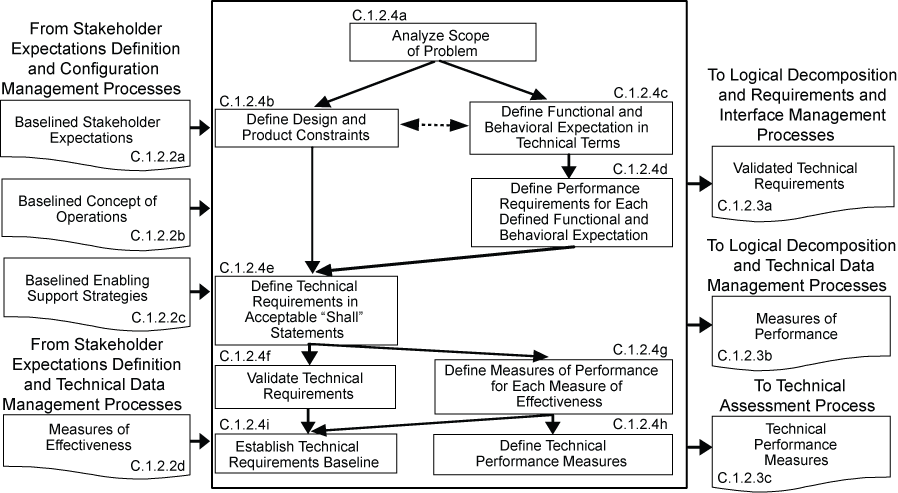 From Stakeholder
Expectations Definition
and Configuration
Management Processes
Baselined Stakeholder
Expectations
C.1.2.2a
Baselined Concept of
Operations
C.1.2.2b
Baselined Enabling
Support Strategies
C.1.2.2c
From Stakeholder
Expectations Definition
and Technical Data
Management Processes
Measures of
Effectiveness
C.1.2.2d
C.1.2.4a
Analyze Scope
of Problem
C.1.2.4b
Define Design and
Product Constraints
C.1.2.4c
Define Functional and
Behavioral Expectation in
Technical Terms
C.1.2.4d
Define Performance
Requirements for Each
Defined Functional and
Behavioral Expectation
C.1.2.4e
Define Technical
Requirements in
Acceptable “Shall”
Statements
C.1.2.4f
Validate Technical
Requirements
C.1.2.4g
Define Measures of Performance
for Each Measure of
Effectiveness
C.1.2.4i
Establish Technical
Requirements Baseline
C.1.2.4h
Define Technical
Performance Measures
To Logical Decomposition
and Requirements and
Interface Management
Processes
Validated Technical
Requirements
C.1.2.3a
To Logical Decomposition
and Technical Data
Management Processes
Measures of
Performance
C.1.2.3b
To Technical
Assessment Process
Technical
Performance
Measures
C.1.2.3c